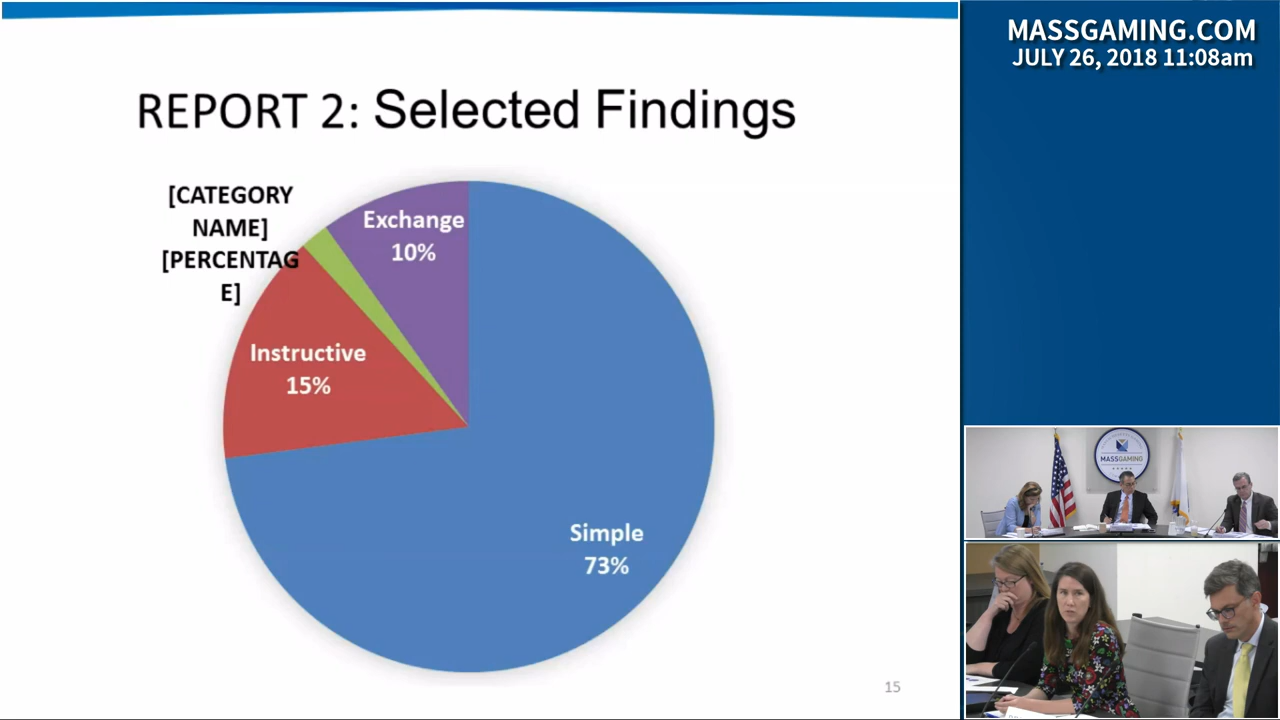 MASSGAMING.COM
JULY 26, 2018 11:08am
REPORT 2: Selected Findings
[CATEGORY
NAME]
[PERCENTAG
E]
Exchange
10%
Instructive
15%
Simple
73%
15
MASSGAMING